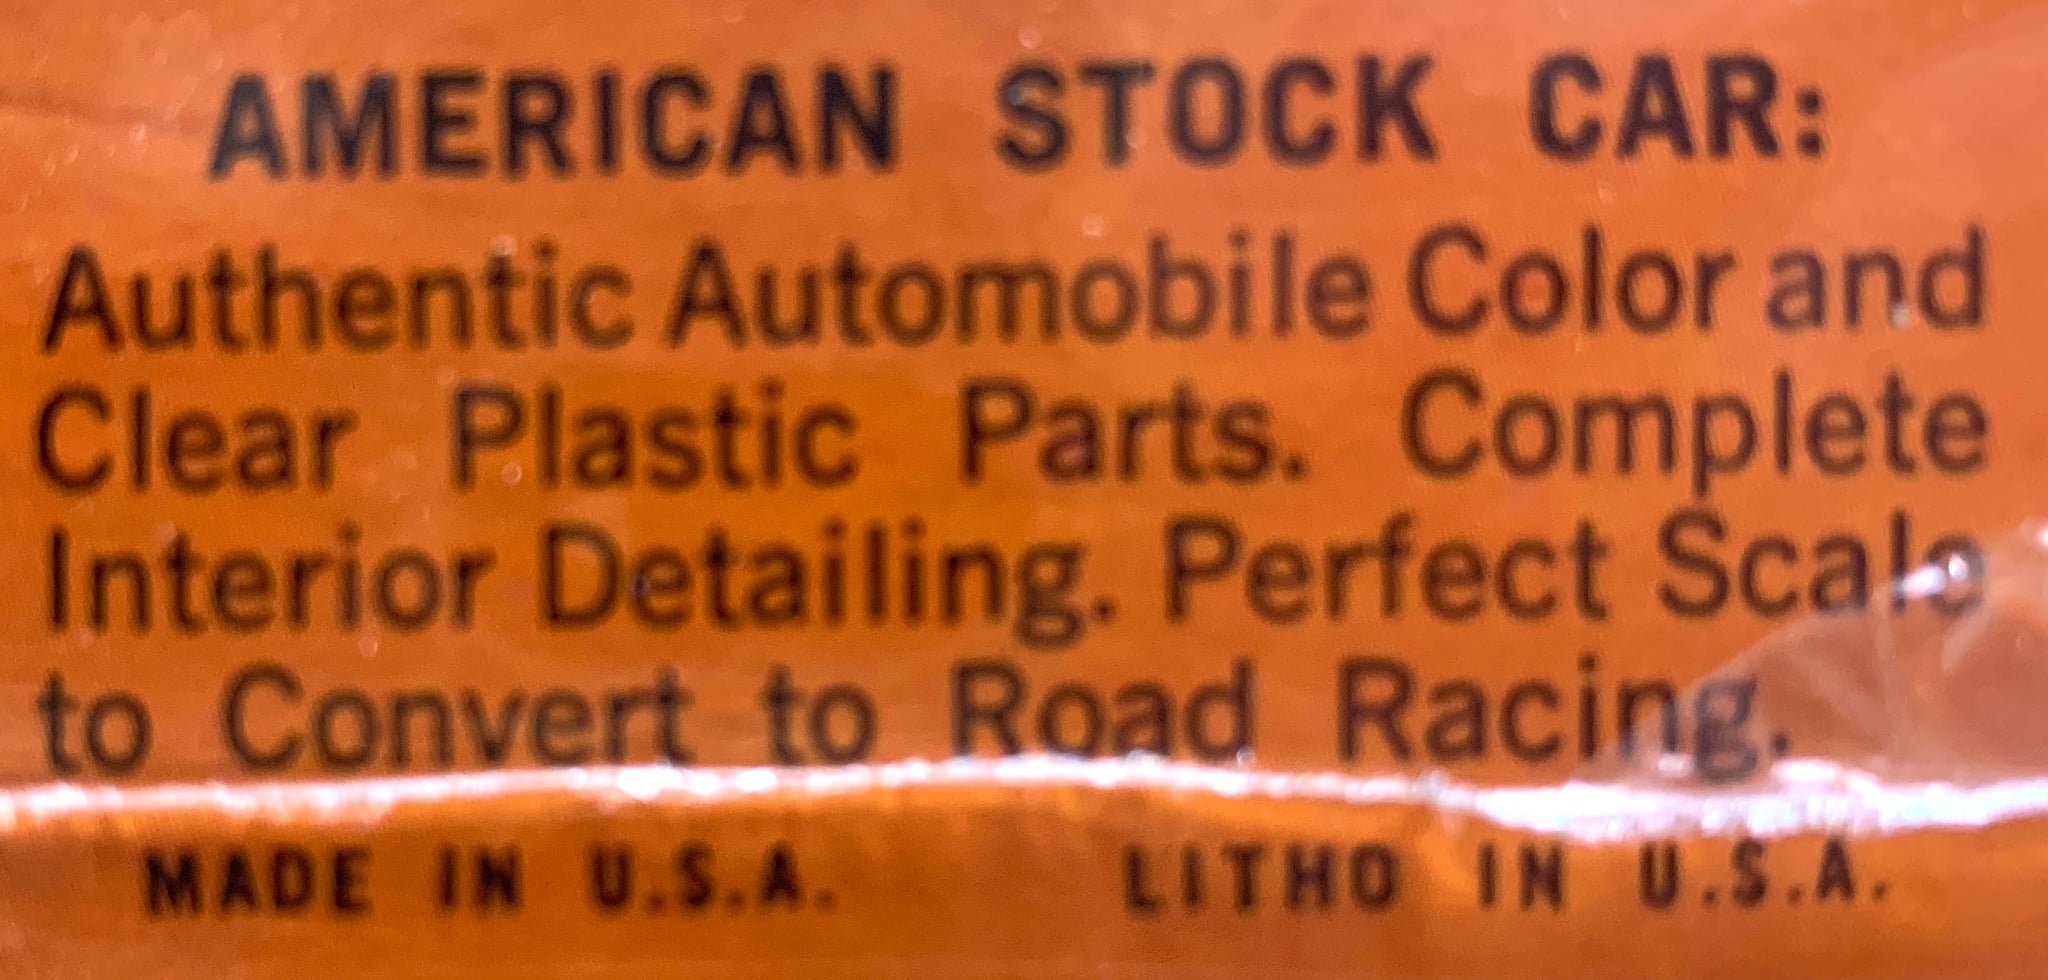 AMERICAN STOCK CAR:
Authentic Automobile Color and
Clear Plastic Parts. Complete
Interior Detailing. Perfect Scale
to Convert to Road Racing.
MADE IN U.S.A. LITHO IN U.S.A.